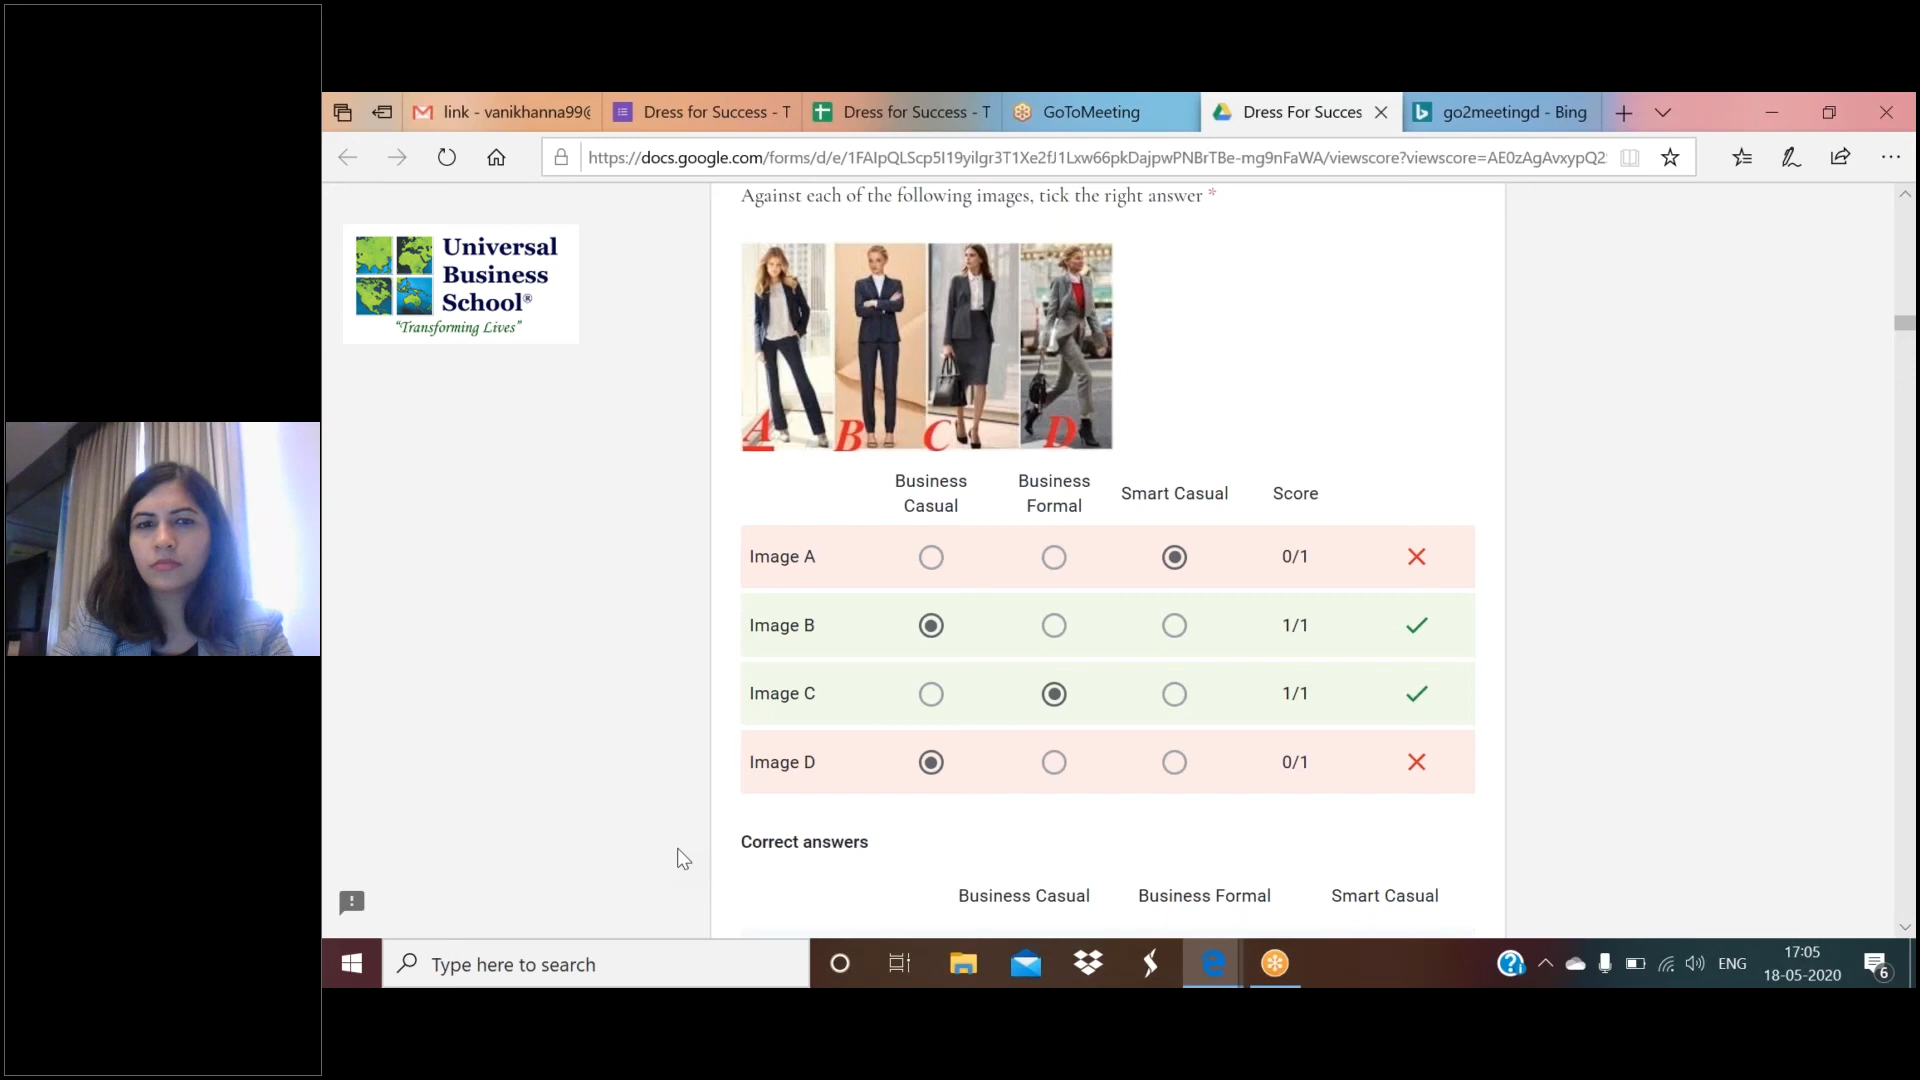 link - vanikhanna99@
Dress for Success - T
Dress for Success - T
GoToMeeting
Dress For Succes
go2meetingd - Bing
https://docs.google.com/forms/d/e/1FAIpQLScp5I19yiIgr3T1Xe2fJ1Lxw66pkDajpwPNBrTBe-mg9nFaWA/viewscore?viewscore=AE0zAgAvxypQ2
Against each of the following images, tick the right answer *
Universal
Business
School®
"Transforming Lives"
A B C D
Business Casual Business Formal Smart Casual Score
Image A 0/1
Image B 1/1
Image C 1/1
Image D 0/1
Correct answers
Business Casual Business Formal Smart Casual
Type here to search
ENG
17:05
18-05-2020
6